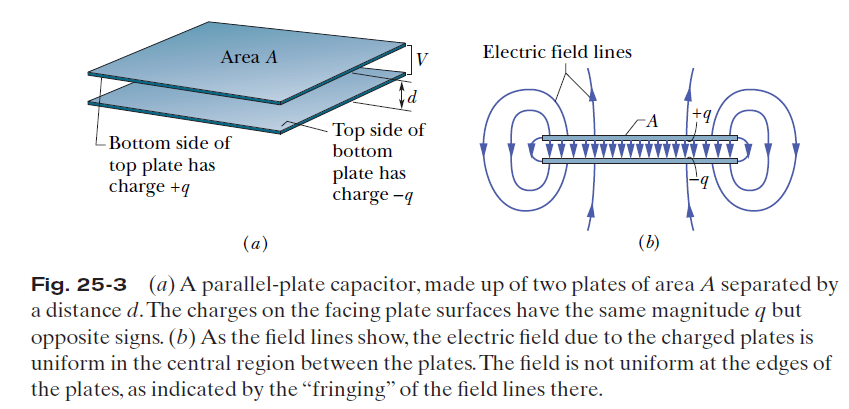 Area A
V
d
Bottom side of
top plate has
charge +q
Top side of
bottom
plate has
charge –q
(a)
Electric field lines
A
+q
–q
(b)
Fig. 25-3 (a) A parallel-plate capacitor, made up of two plates of area A separated by
a distance d. The charges on the facing plate surfaces have the same magnitude q but
opposite signs. (b) As the field lines show, the electric field due to the charged plates is
uniform in the central region between the plates. The field is not uniform at the edges of
the plates, as indicated by the “fringing” of the field lines there.